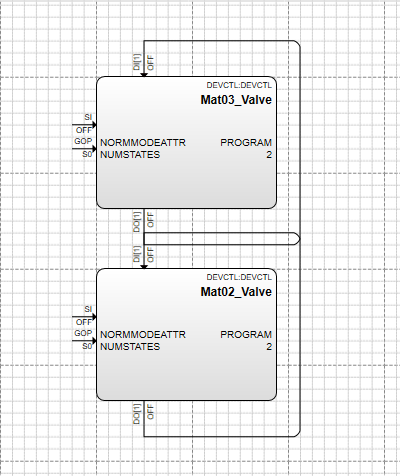 DI[1]
OFF
DEVCTL:DEVCTL
Mat03_Valve
SI
OFF
GOP
S0
NORMMODEATTR PROGRAM
NUMSTATES 2
DO[1]
OFF
DI[1]
OFF
DEVCTL:DEVCTL
Mat02_Valve
SI
OFF
GOP
S0
NORMMODEATTR PROGRAM
NUMSTATES 2
DO[1]
OFF